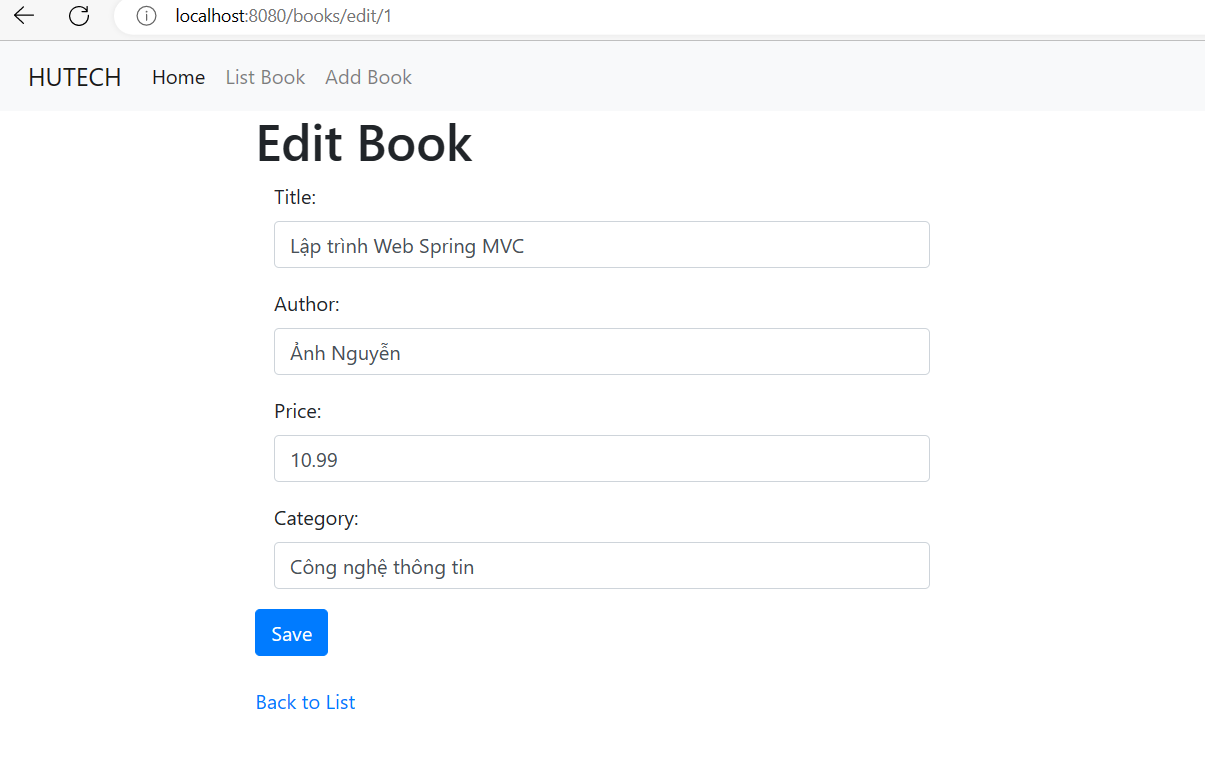 localhost:8080/books/edit/1
HUTECH Home List Book Add Book
Edit Book
Title:
Lập trình Web Spring MVC
Author:
Ảnh Nguyễn
Price:
10.99
Category:
Công nghệ thông tin
Save
Back to List